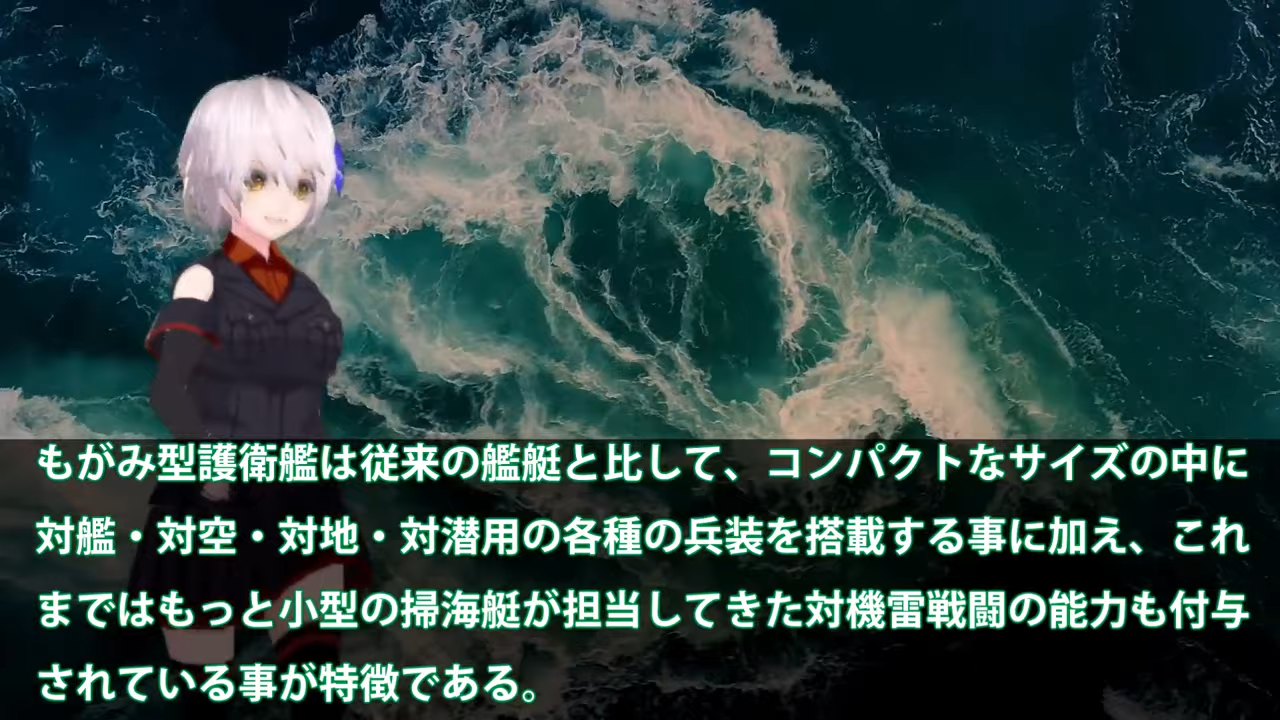 もがみ型護衛艦は従来の艦艇と比して、コンパクトなサイズの中に
対艦・対空・対地・対潜用の各種の兵装を搭載する事に加え、これ
まではもっと小型の掃海艇が担当してきた対機雷戦闘の能力も付与
されている事が特徴である。